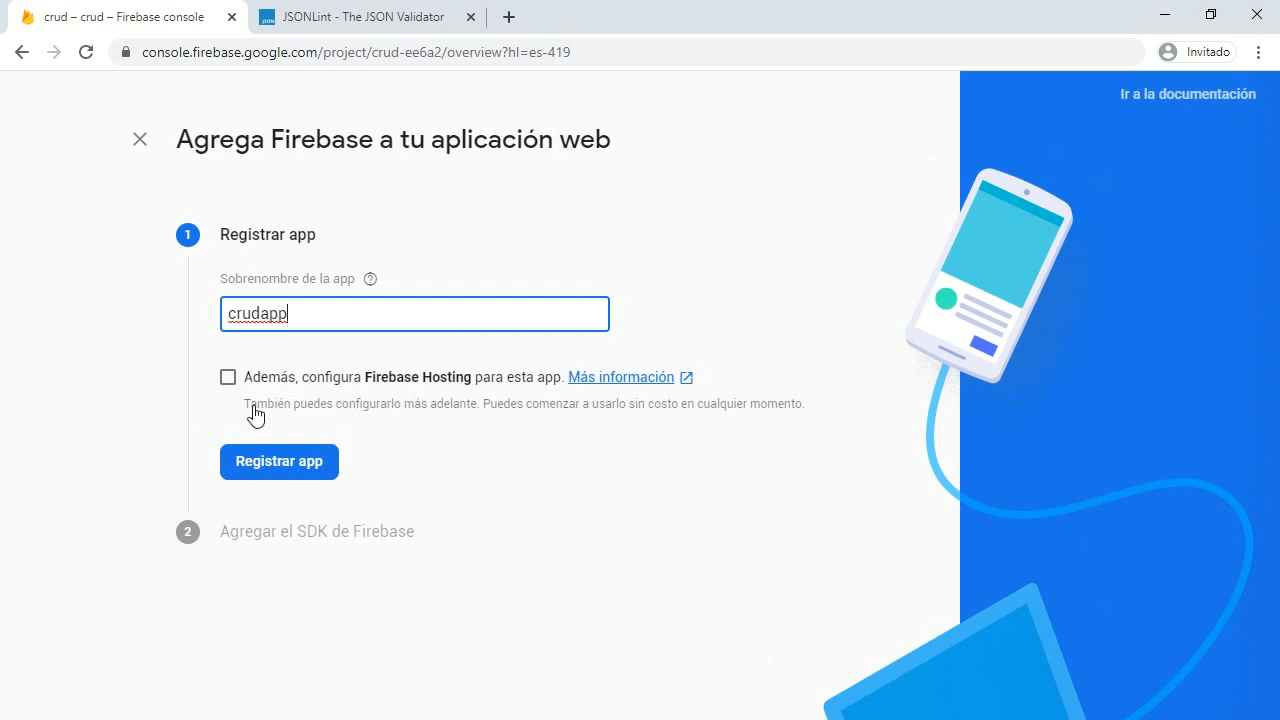 crud – crud – Firebase console
JSON JSONLint - The JSON Validator
console.firebase.google.com/project/crud-ee6a2/overview?hl=es-419
Invitado
Ir a la documentación
Agrega Firebase a tu aplicación web
1 Registrar app
Sobrenombre de la app
crudapp
Además, configura Firebase Hosting para esta app. Más información
También puedes configurarlo más adelante. Puedes comenzar a usarlo sin costo en cualquier momento.
Registrar app
2 Agregar el SDK de Firebase